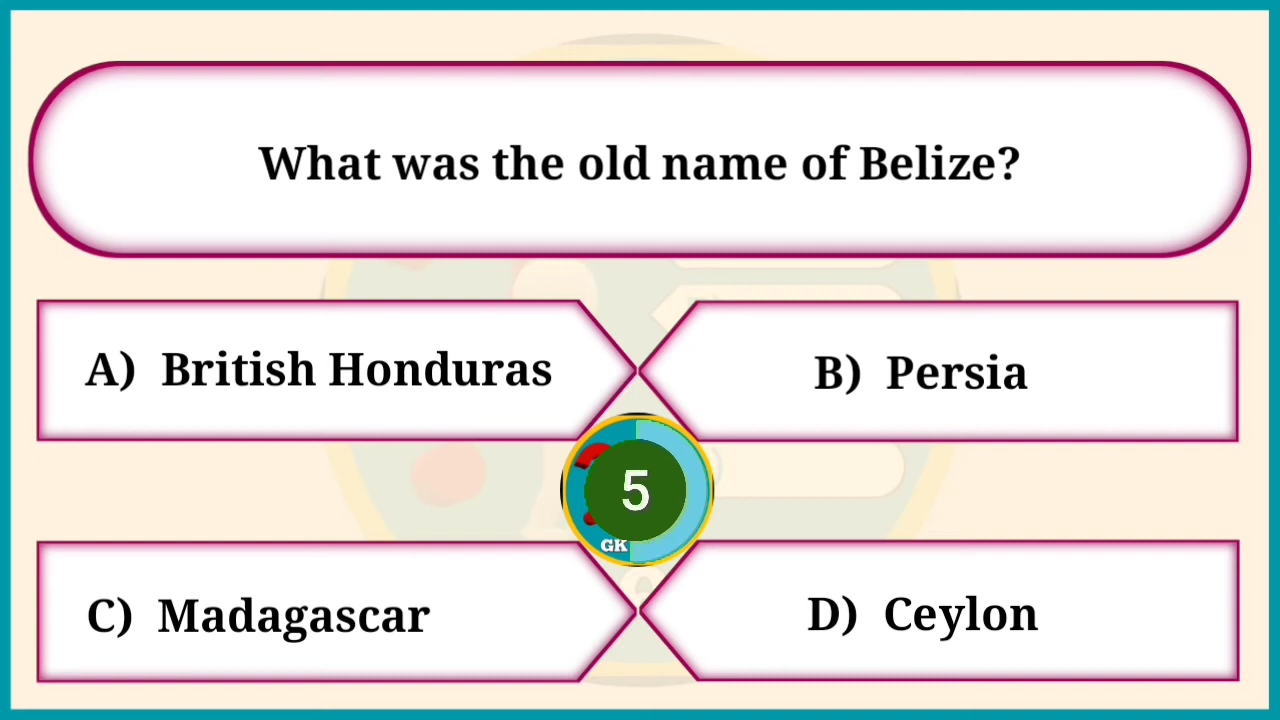 What was the old name of Belize?
A) British Honduras
B) Persia
5
GK
C) Madagascar
D) Ceylon